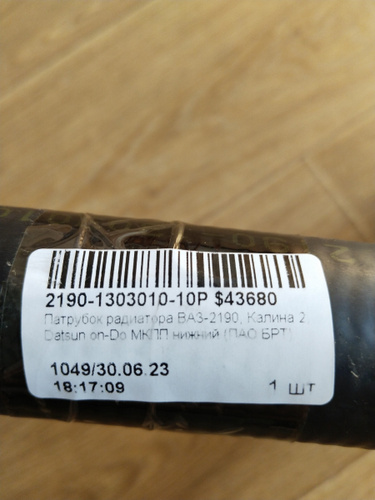 2190-1303010-10Р $43680
Патрубок радиатора ВАЗ-2190, Калина 2,
Datsun on-Do МКПП нижний (ПАО БРТ)
1049/30.06.23
18:17:09
1 шт